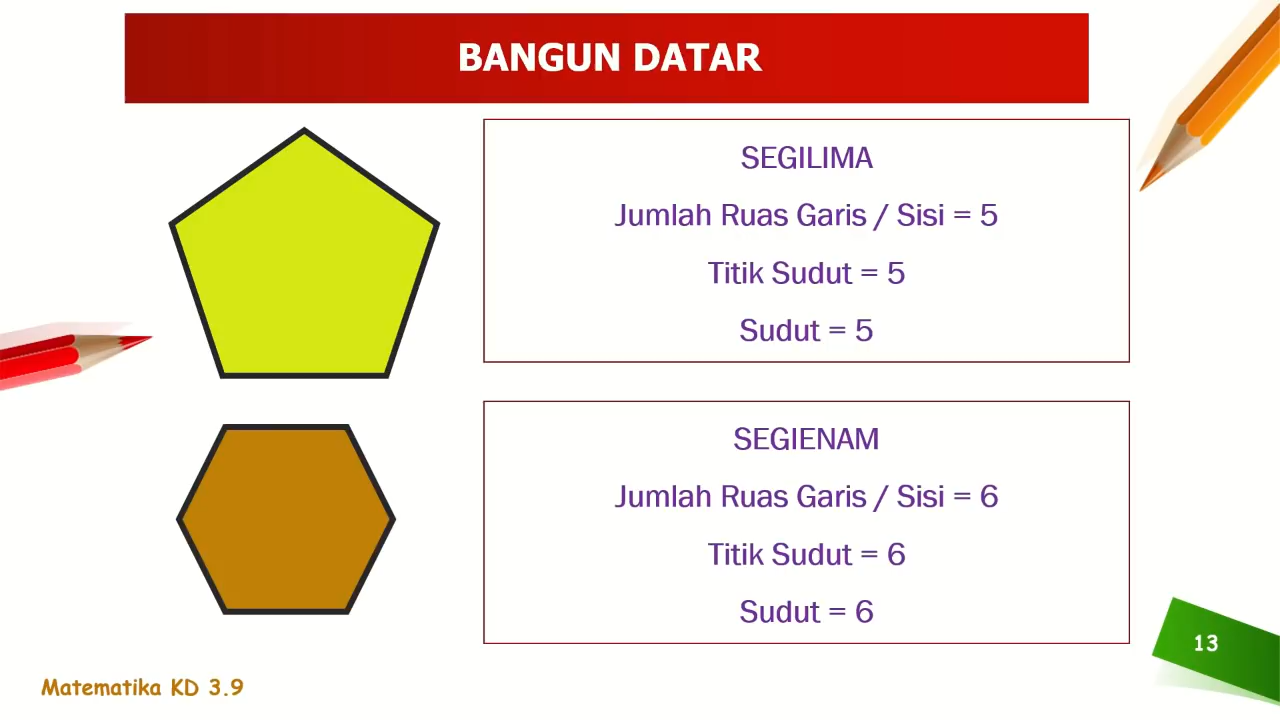 BANGUN DATAR
SEGILIMA
Jumlah Ruas Garis / Sisi = 5
Titik Sudut = 5
Sudut = 5
SEGIENAM
Jumlah Ruas Garis / Sisi = 6
Titik Sudut = 6
Sudut = 6
13
Matematika KD 3.9